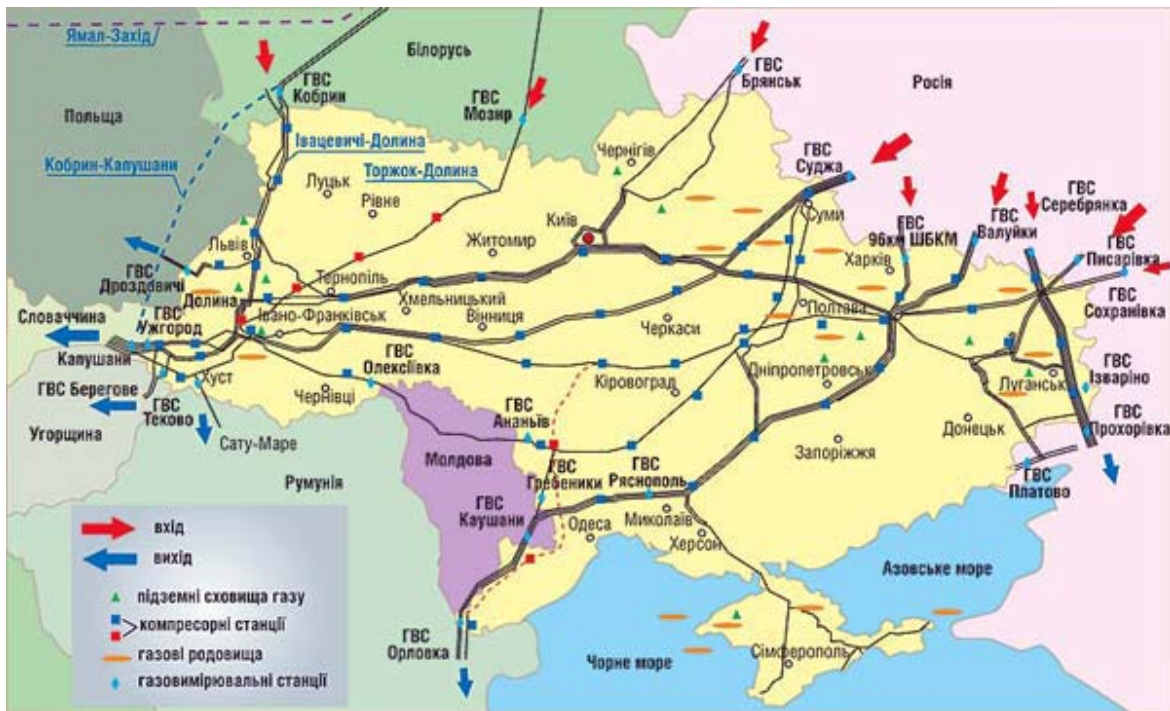 Ямал-Захід
Білорусь
ГВС
Брянськ
Росія
ГВС
Кобрин
ГВС
Мозир
Польща
Івацевичі-Долина
Чернігів
ГВС
Суджа
Кобрин-Капушани
Торжок-Долина
Луцьк
Рівне
Київ
Суми
ГВС
96км ШБКМ
ГВС
Валуйки
ГВС
Серебрянка
ГВС
Писарівка
Львів
Житомир
Харків
ГВС
Дроздовичі
Тернопіль
ГВС
Сохранівка
Долина
Хмельницький
Полтава
Словаччина
ГВС
Ужгород
Івано-Франківськ
Вінниця
Черкаси
Капушани
ГВС
Олексіївка
Кіровоград
Дніпропетровськ
Луганськ
ГВС
Ізваріно
ГВС Берегове
Хуст
Чернівці
ГВС
Теково
ГВС
Ананьїв
Донецьк
ГВС
Прохорівка
Угорщина
Сату-Маре
Молдова
Запоріжжя
Румунія
ГВС
Гребеники
ГВС
Ряснополь
ГВС
Платово
ГВС
Каушани
Одеса
Миколаїв
Херсон
Азовське море
вхід
вихід
підземні сховища газу
компресорні станції
газові родовища
газовимірювальні станції
ГВС
Орловка
Чорне море
Сімферополь